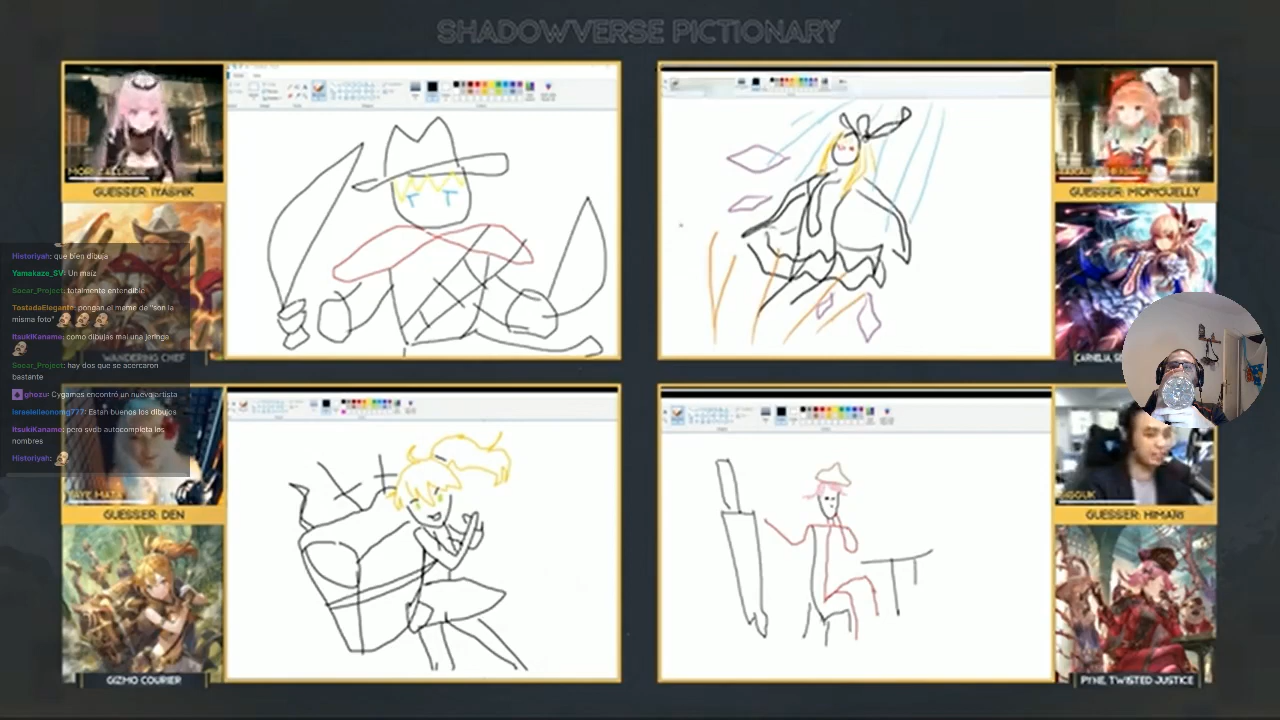 SHADOWVERSE PICTIONARY
GUESSER: IYASHIK
GUESSER: MOMOJELLY
Historiyah: que bien dibuja
Yamakaze_SV: Un maiz
Socar_Project: totalmente entendible
TostadaElegante: pongan el meme de "son la
misma foto"
ItsukiKaname: como dibujas mal una jeringa
Socar_Project: hay dos que se acercaron
bastante
ghozu: Cygames encontró un nuevo artista
israelelleonomg777: Estan buenos los dibujos
ItsukiKaname: pero svob autocompleta los
nombres
Historiyah:
WANDERING CHEF
GUESSER: DEN
GUESSER: HIMARI
GIZMO COURIER
PYNE, TWISTED JUSTICE